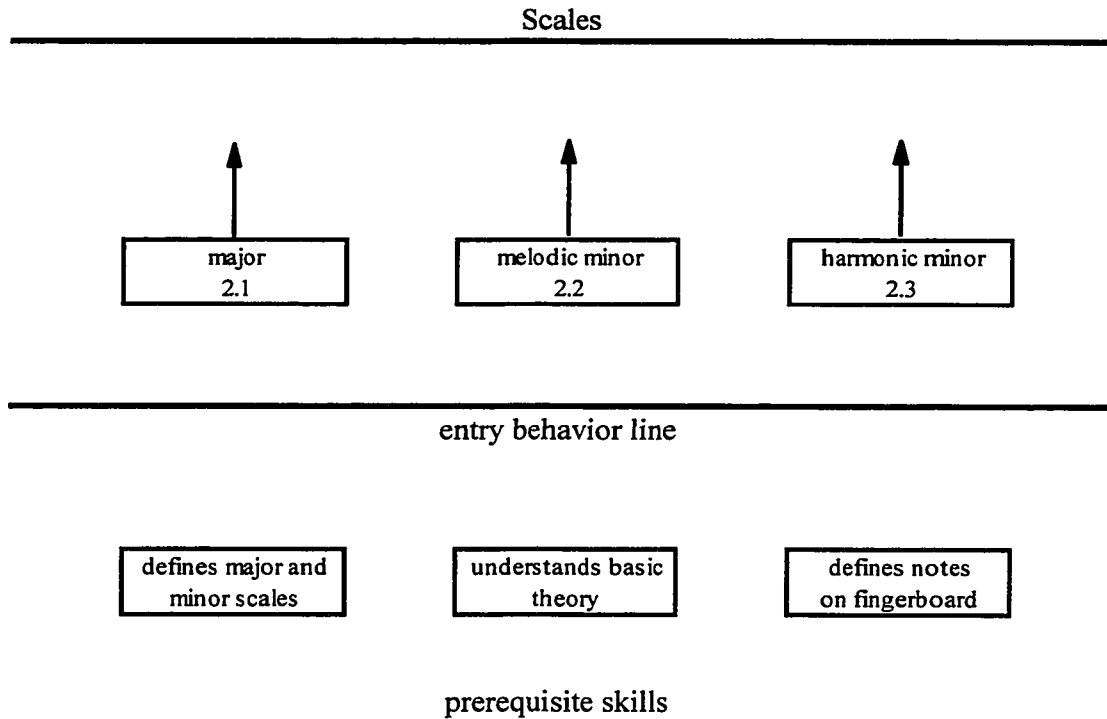 Scales
major
2.1
melodic minor
2.2
harmonic minor
2.3
entry behavior line
defines major and
minor scales
understands basic
theory
defines notes
on fingerboard
prerequisite skills